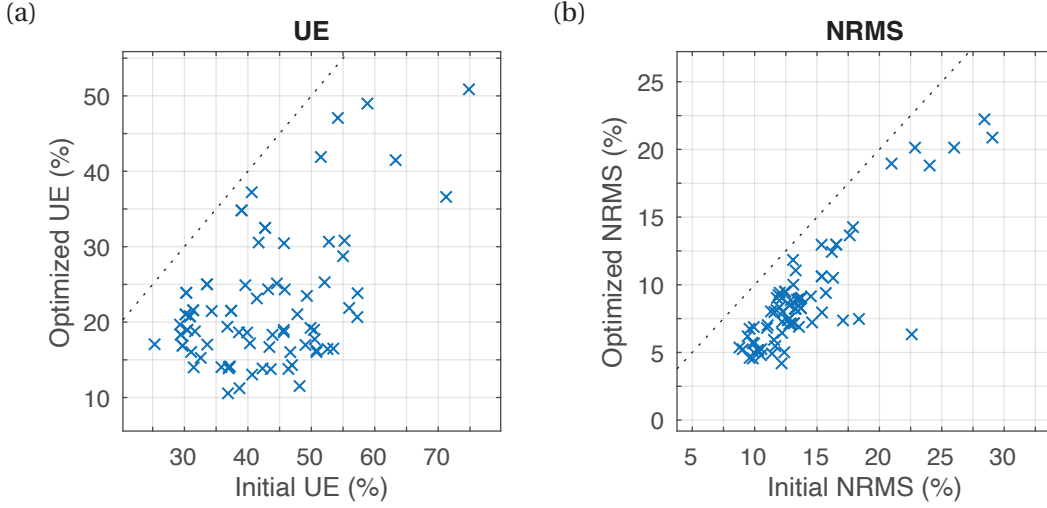 (a)
UE
50
40
30
20
10
30 40 50 60 70
Optimized UE (%)
Initial UE (%)
(b)
NRMS
25
20
15
10
5
0
5 10 15 20 25 30
Optimized NRMS (%)
Initial NRMS (%)